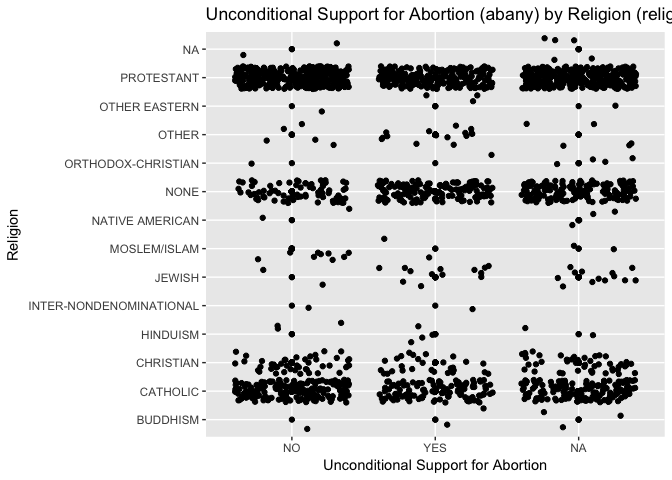 Unconditional Support for Abortion (abany) by Religion (relig
NA
PROTESTANT
OTHER EASTERN
OTHER
ORTHODOX-CHRISTIAN
NONE
NATIVE AMERICAN
MOSLEM/ISLAM
JEWISH
INTER-NONDENOMINATIONAL
HINDUISM
CHRISTIAN
CATHOLIC
BUDDHISM
Religion
NO YES NA
Unconditional Support for Abortion